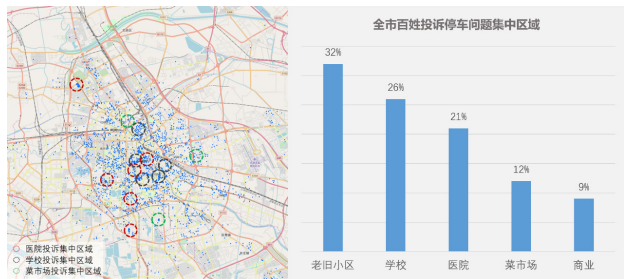 医院投诉集中区域
学校投诉集中区域
菜市场投诉集中区域
全市百姓投诉停车问题集中区域
32%
26%
21%
12%
9%
老旧小区
学校
医院
菜市场
商业